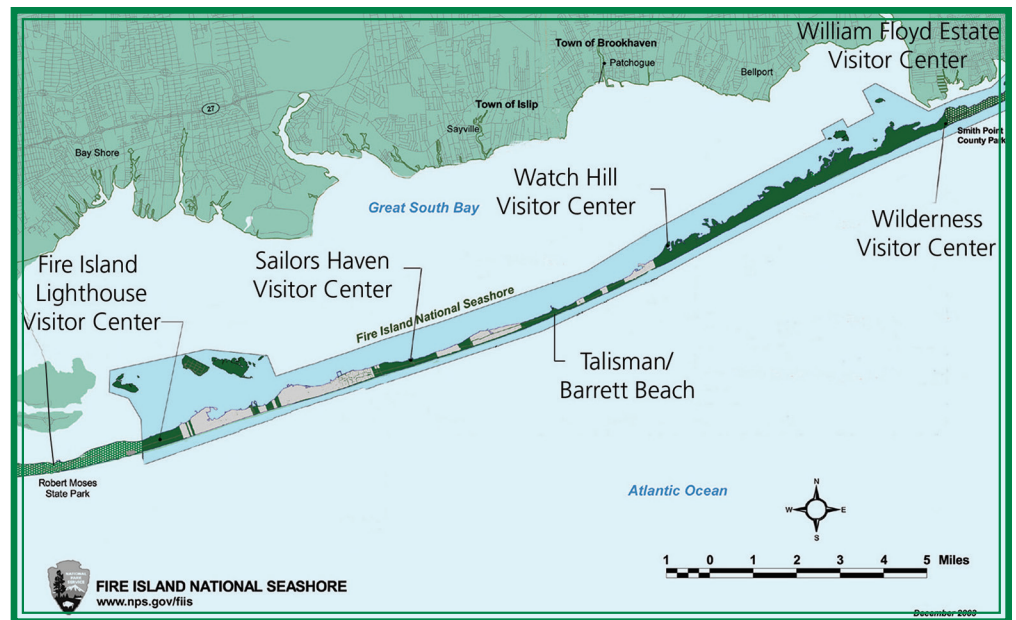 William Floyd Estate
Visitor Center
Town of Brookhaven
Patchogue
Bellport
27
Town of Islip
Sayville
Bay Shore
Smith Point
County Park
Watch Hill
Visitor Center
Great South Bay
Wilderness
Visitor Center
Fire Island
Lighthouse
Visitor Center
Sailors Haven
Visitor Center
Fire Island National Seashore
Talisman/
Barrett Beach
Robert Moses
State Park
Atlantic Ocean
N
W E
S
1 0 1 2 3 4 5 Miles
NATIONAL
PARK
SERVICE
FIRE ISLAND NATIONAL SEASHORE
www.nps.gov/fiis